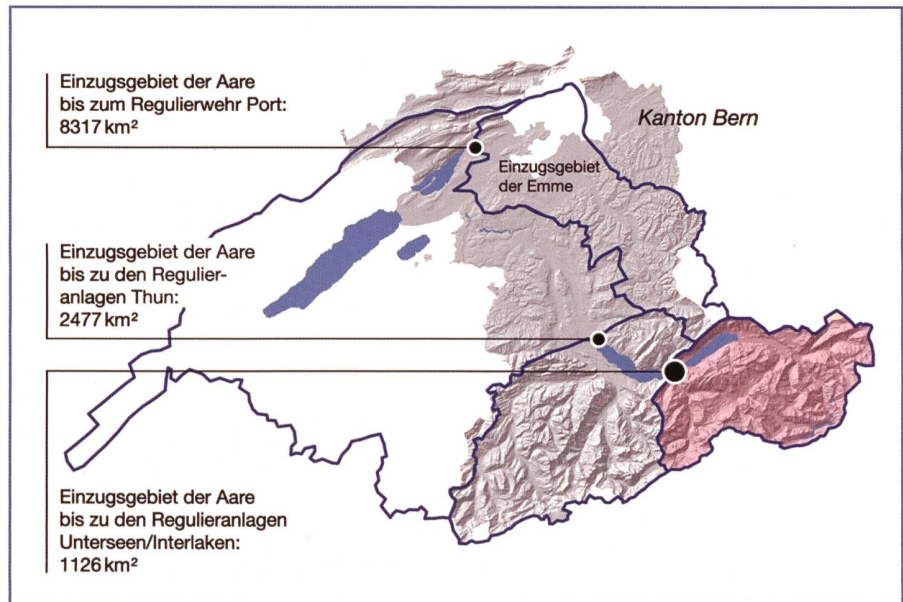 Einzugsgebiet der Aare
bis zum Regulierwehr Port:
8317 km²
Kanton Bern
Einzugsgebiet
der Emme
Einzugsgebiet der Aare
bis zu den Regulier-
anlagen Thun:
2477 km²
Einzugsgebiet der Aare
bis zu den Regulieranlagen
Unterseen/Interlaken:
1126 km²